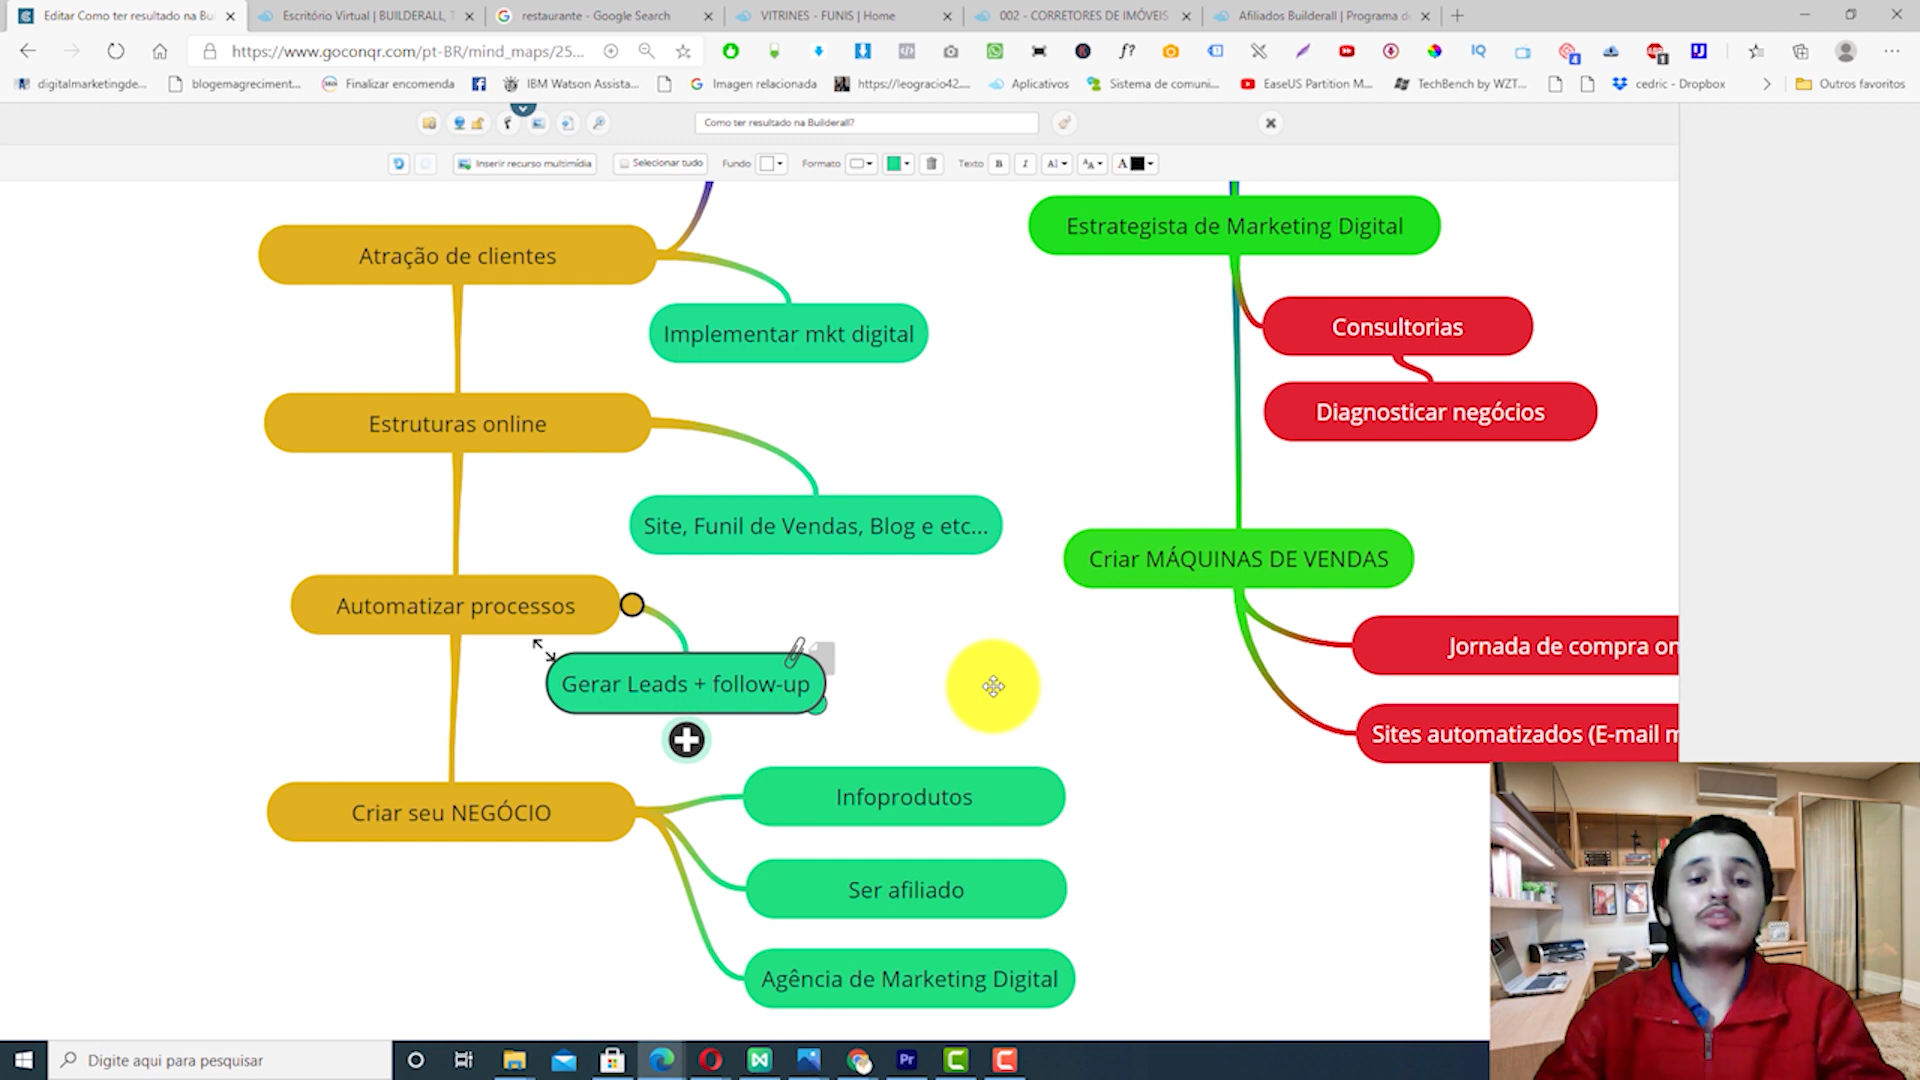 Editar Como ter resultado na Bu
Escritório Virtual | BUILDERALL, T
restaurante - Google Search
VITRINES - FUNIS | Home
002 - CORRETORES DE IMÓVEIS
Afiliados Builderall | Programa d
https://www.goconqr.com/pt-BR/mind_maps/25...
f?
IQ
digitalmarketingde...
blogemagreciment...
Finalizar encomenda
IBM Watson Assista...
Imagen relacionada
https://leogracio42....
Aplicativos
Sistema de comuni...
EaseUS Partition M...
TechBench by WZT...
cedric - Dropbox
Outros favoritos
Como ter resultado na Builderall?
Inserir recurso multimídia
Selecionar tudo
Fundo
Formato
Texto
B
I
AI
A
Atração de clientes
Implementar mkt digital
Estruturas online
Site, Funil de Vendas, Blog e etc...
Automatizar processos
Gerar Leads + follow-up
Criar seu NEGÓCIO
Infoprodutos
Ser afiliado
Agência de Marketing Digital
Estrategista de Marketing Digital
Consultorias
Diagnosticar negócios
Criar MÁQUINAS DE VENDAS
Jornada de compra on
Sites automatizados (E-mail m
Digite aqui para pesquisar
Pr